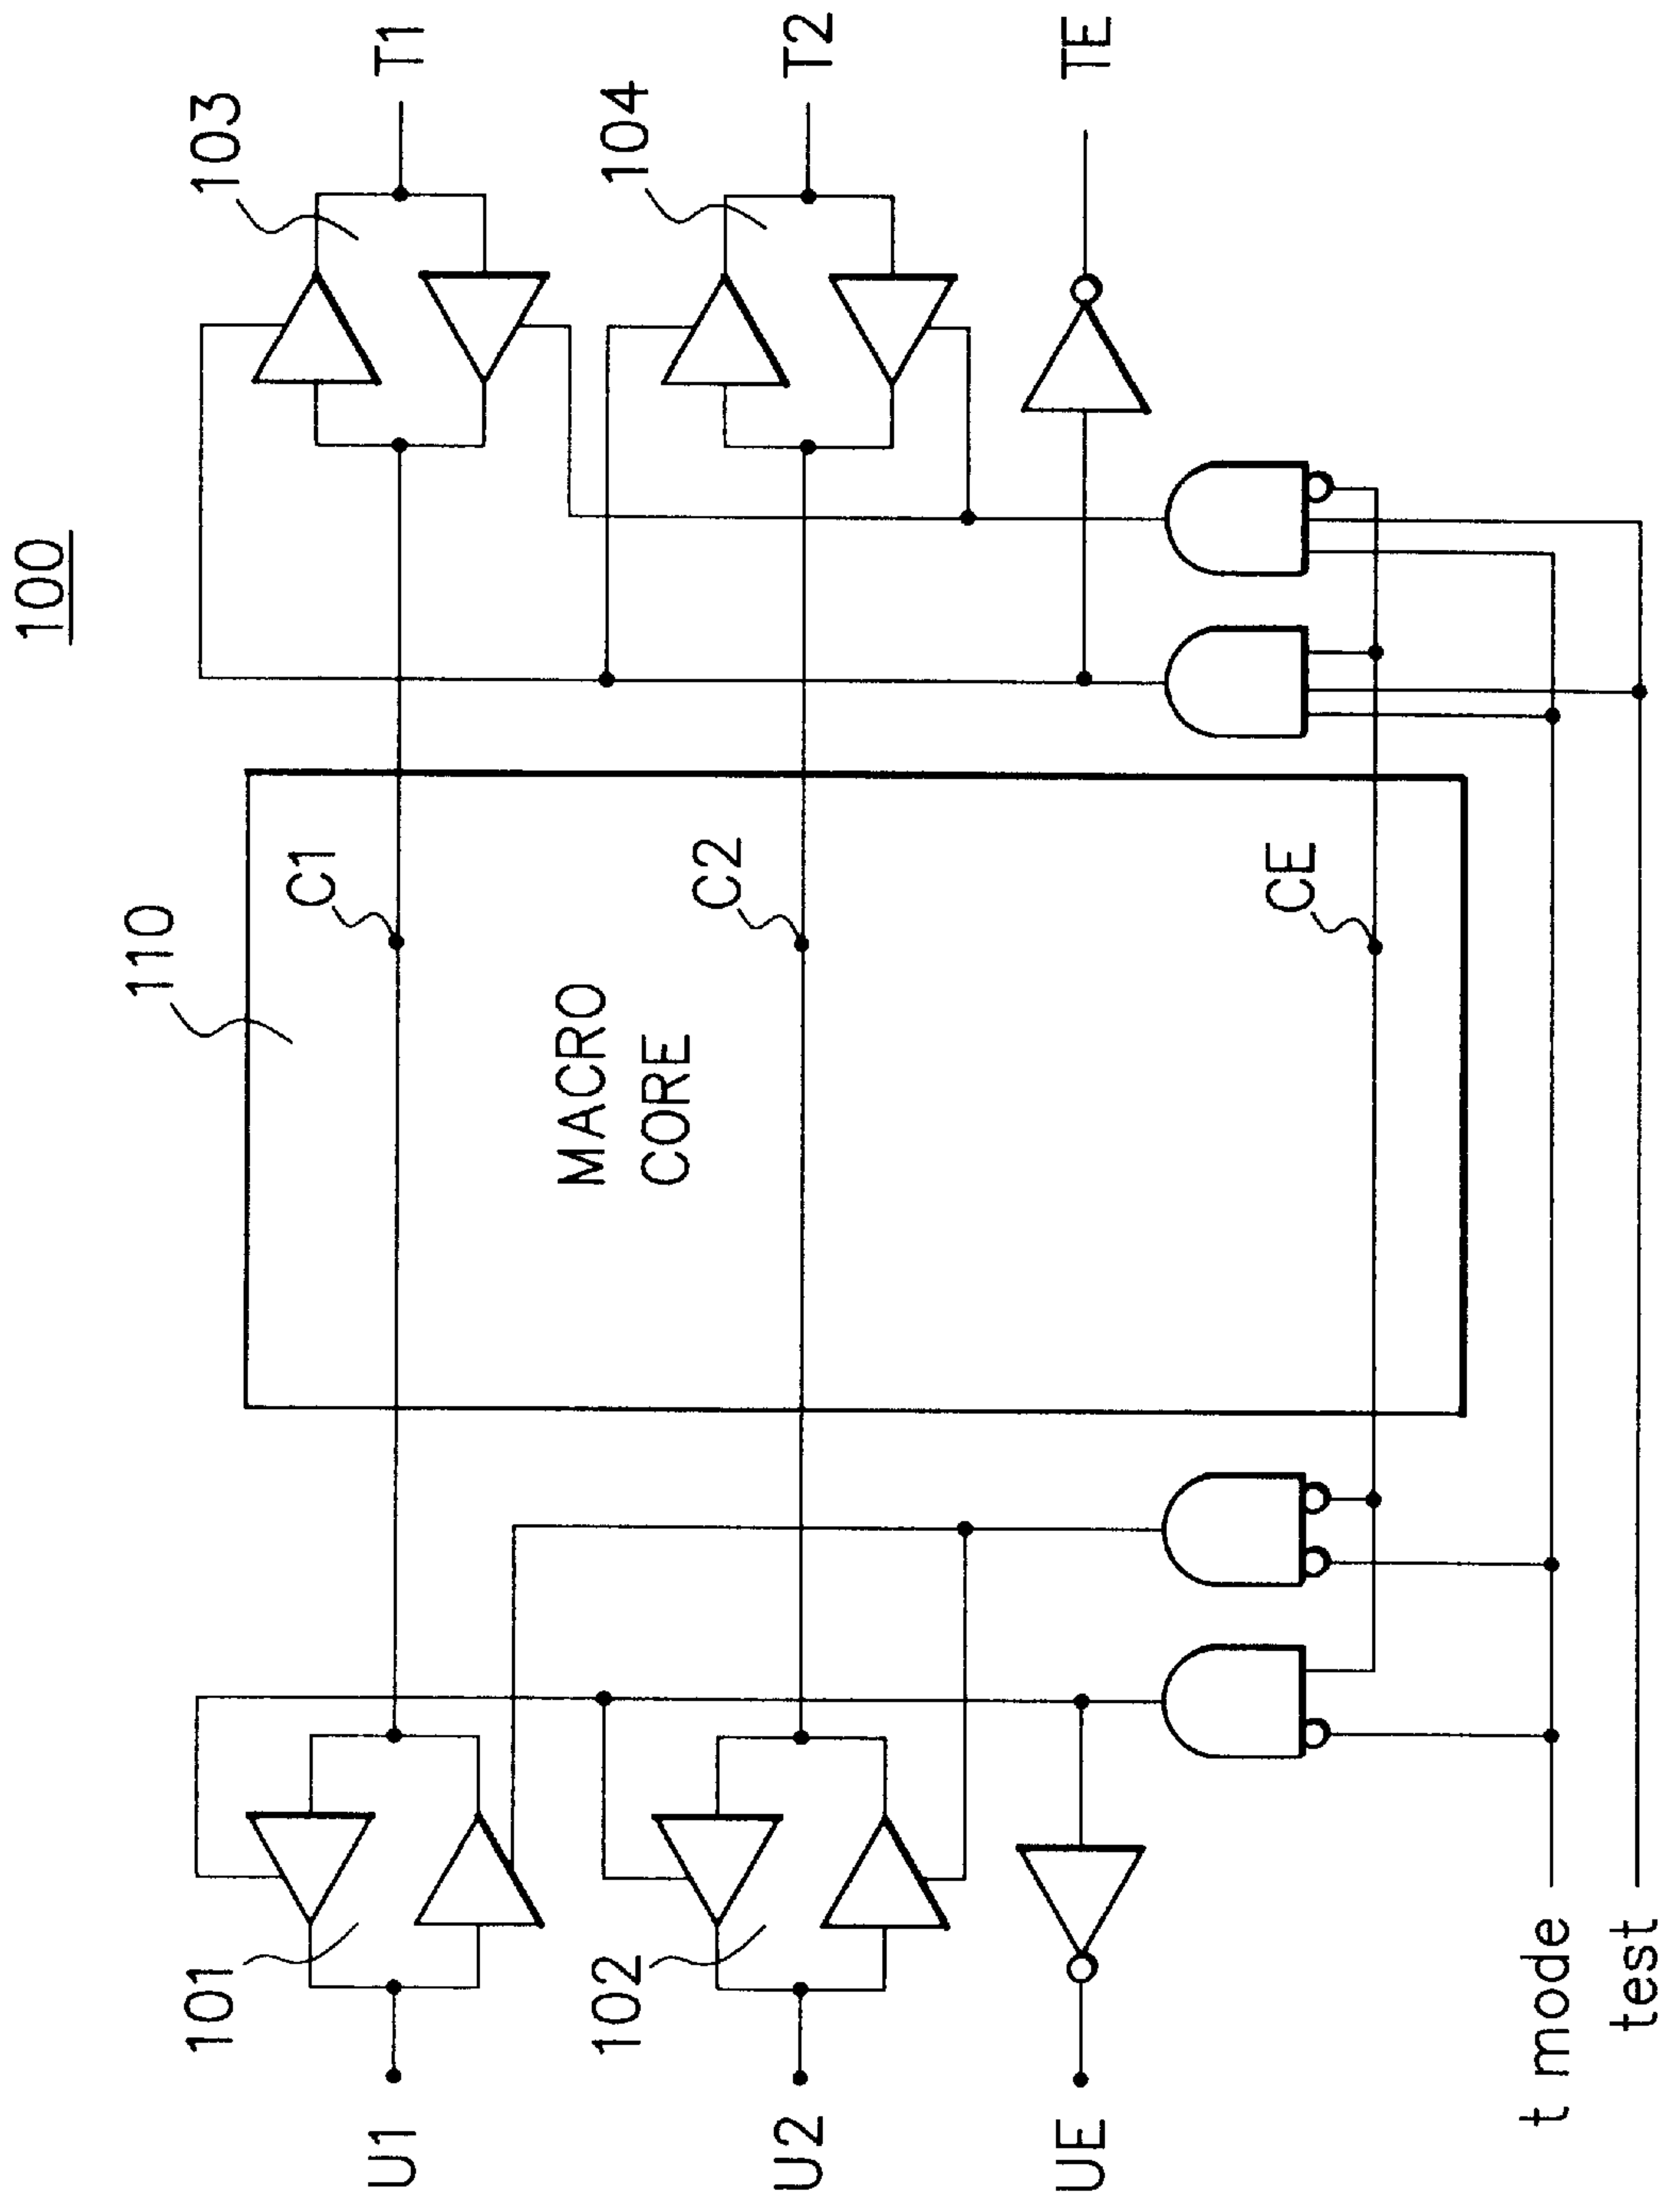 100
110
101
103
U1
C1
T1
102
104
U2
C2
T2
MACRO
CORE
UE
CE
TE
t mode
test